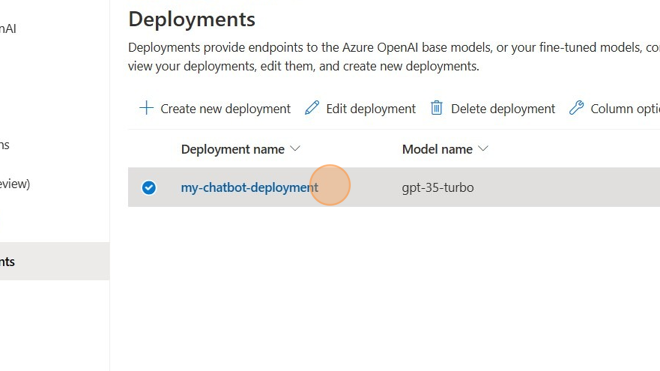 Deployments
nAI
Deployments provide endpoints to the Azure OpenAI base models, or your fine-tuned models, co
view your deployments, edit them, and create new deployments.
Create new deployment Edit deployment Delete deployment Column optio
ns
Deployment name Model name
eview)
my-chatbot-deployment gpt-35-turbo
nts